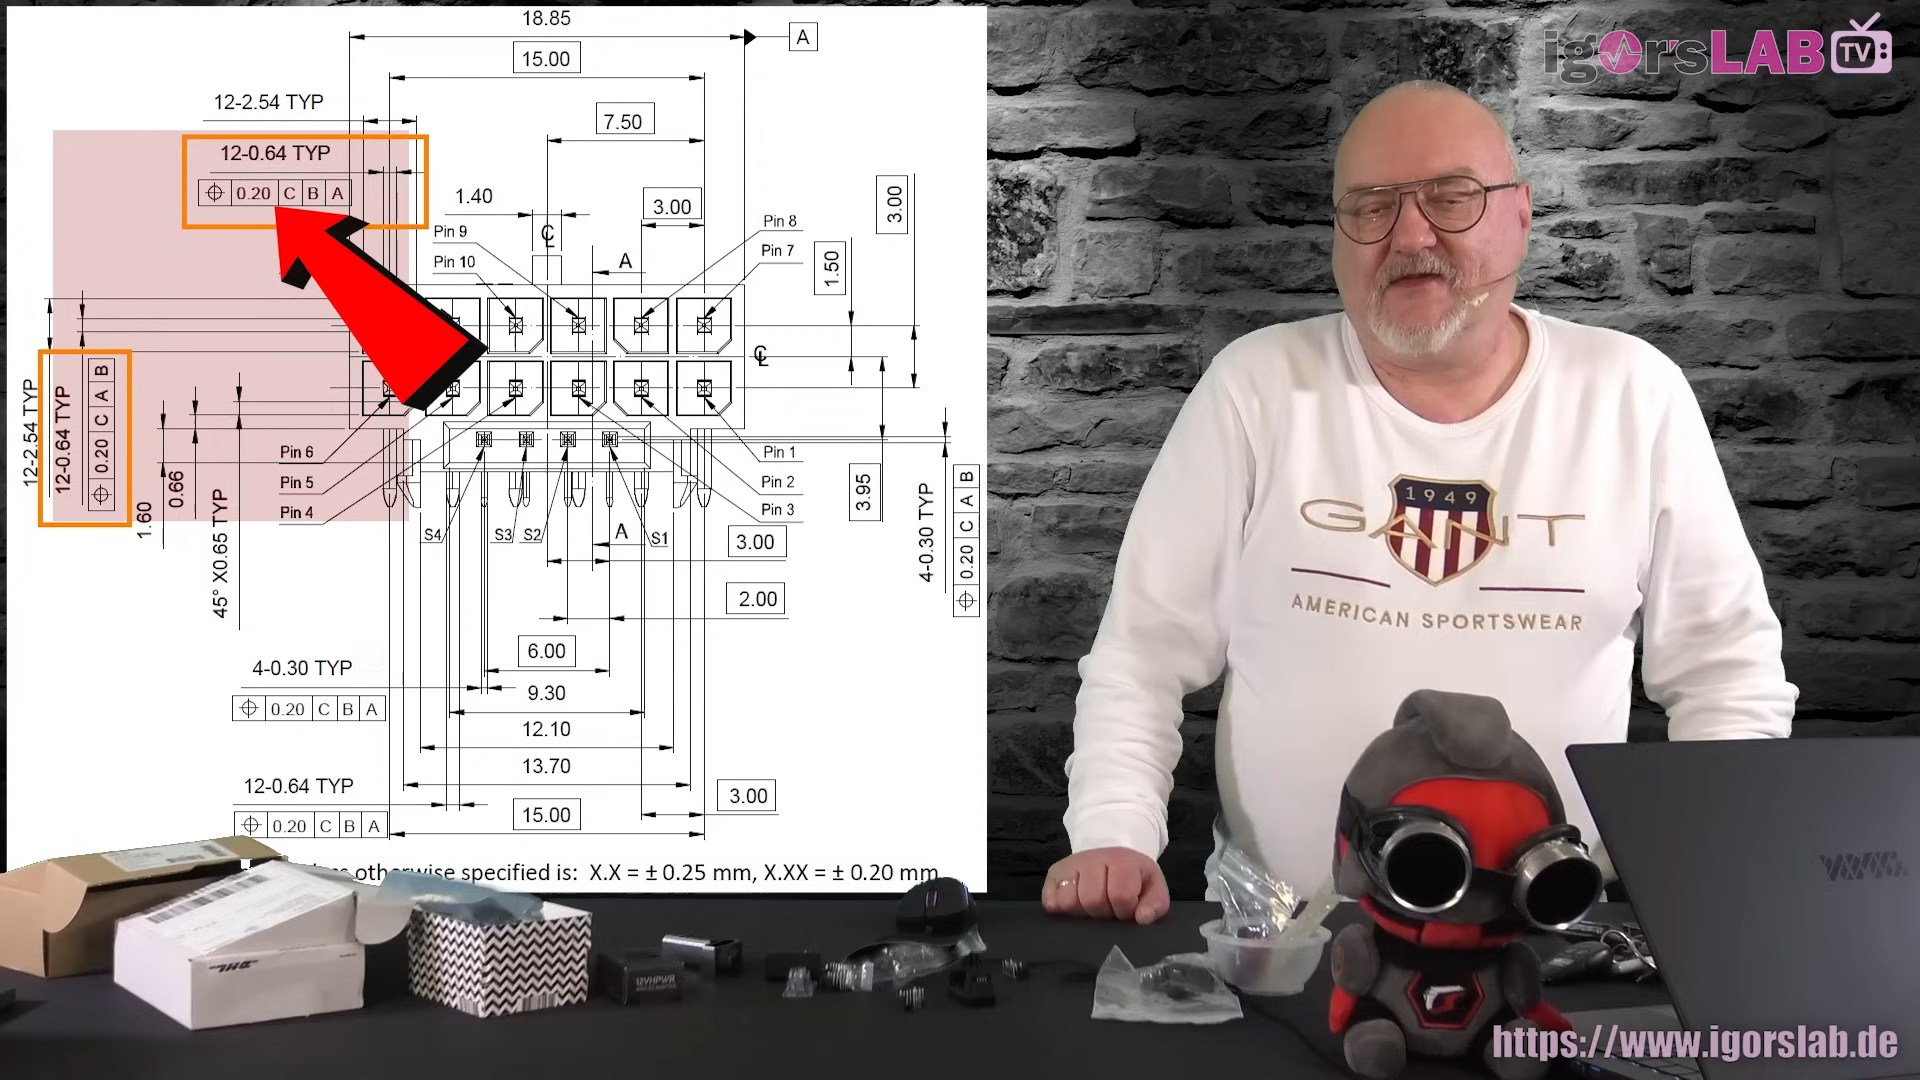 18.85
A
15.00
12-2.54 TYP
7.50
12-0.64 TYP
0.20 C B A
1.40
3.00
3.00
Pin 9
Pin 8
Pin 10
Pin 7
A
1.50
12-2.54 TYP
12-0.64 TYP
0.20 C A B
1.60
0.66
45° X0.65 TYP
Pin 6
Pin 5
Pin 4
Pin 1
Pin 2
Pin 3
3.95
S4
S3
S2
A
S1
3.00
4-0.30 TYP
0.20 C A B
2.00
6.00
4-0.30 TYP
9.30
0.20 C B A
12.10
13.70
12-0.64 TYP
3.00
15.00
0.20 C B A
otherwise specified is: X.X = ± 0.25 mm, X.XX = ± 0.20 mm
igor'sLAB TV
1949
GANT
AMERICAN SPORTSWEAR
12VHPWR
https://www.igorslab.de